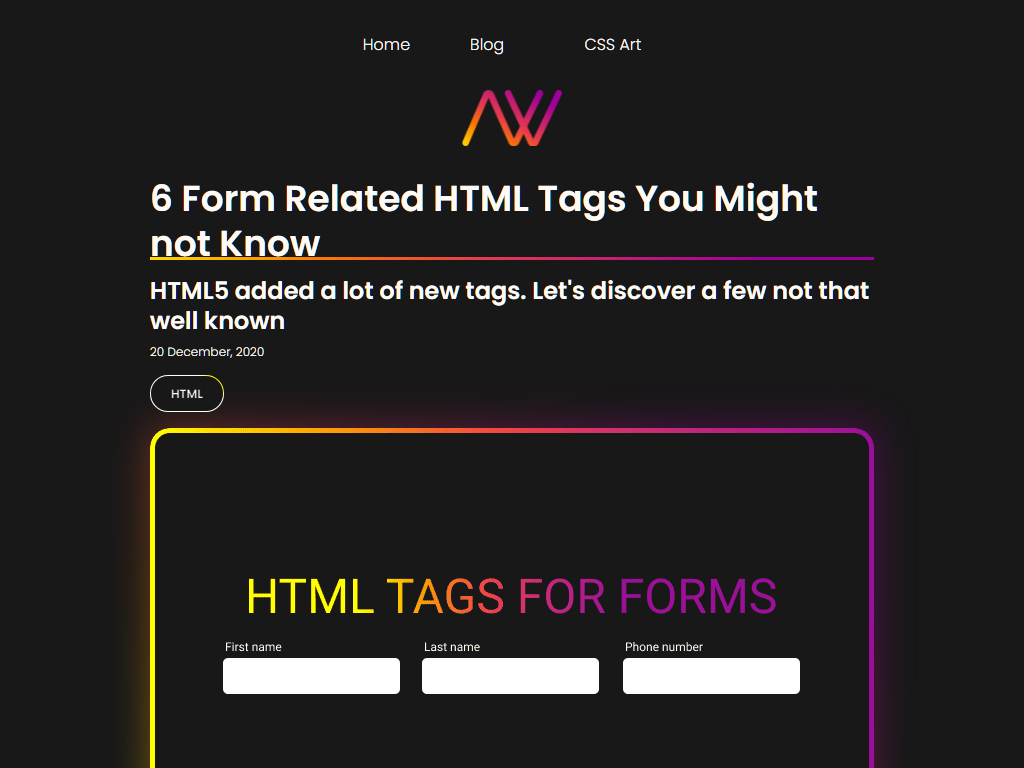 Home Blog CSS Art
AW
6 Form Related HTML Tags You Might
not Know
HTML5 added a lot of new tags. Let's discover a few not that
well known
20 December, 2020
HTML
HTML TAGS FOR FORMS
First name Last name Phone number